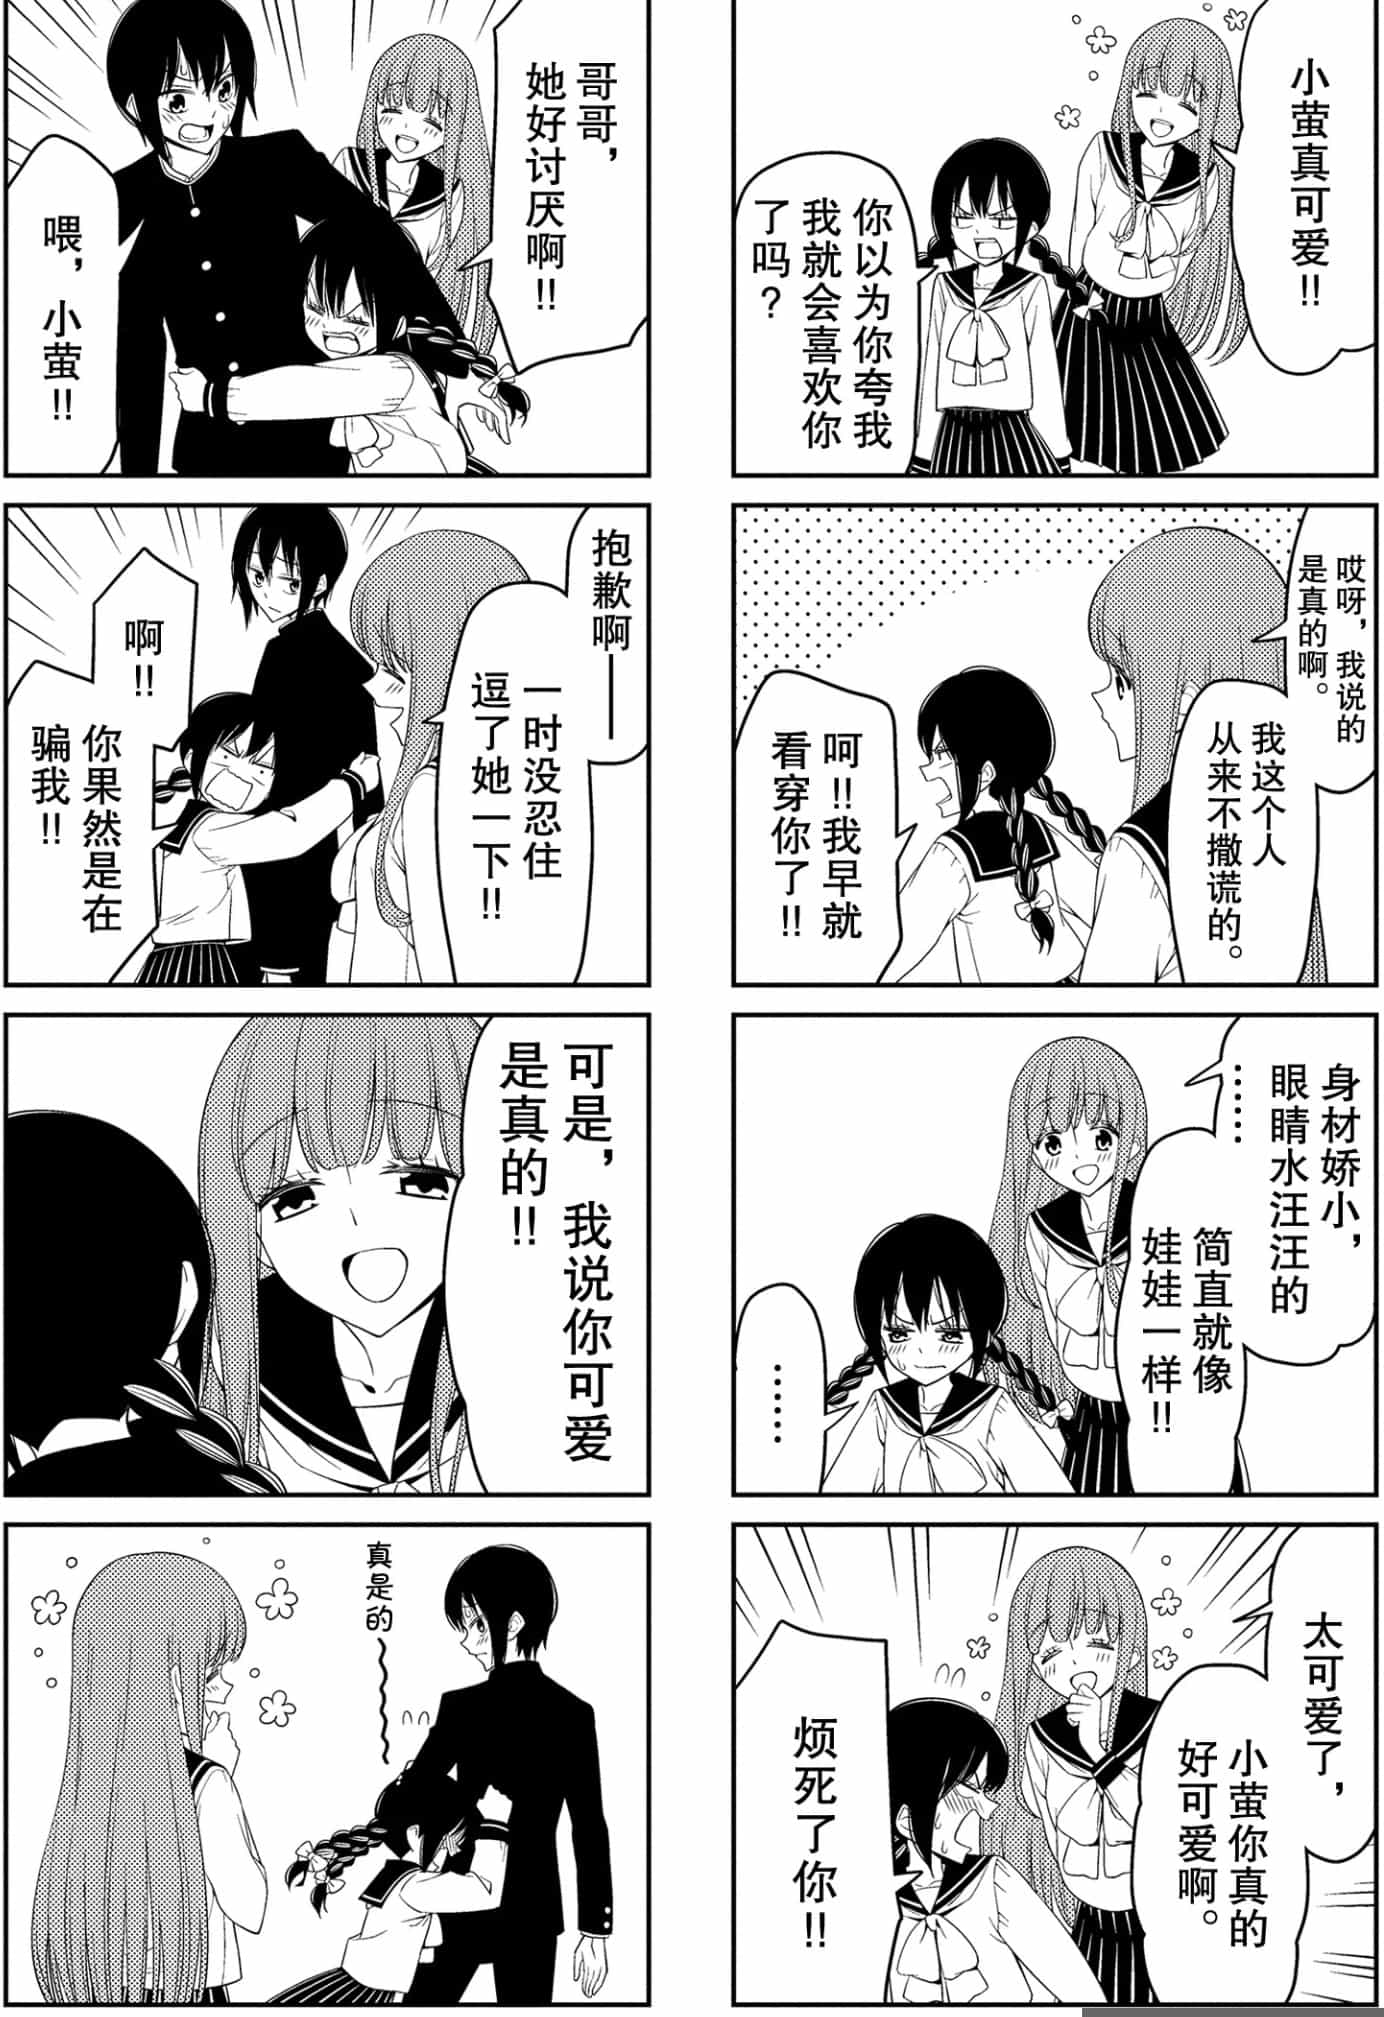 小萤真可爱!!
你以为你夸我
我就会喜欢你
了吗?
哎呀,我说的
是真的啊。
我这个人
从来不撒谎的。
呵!!我早就
看穿你了!!
身材娇小,
眼睛水汪汪的
……
简直就像
娃娃一样!!
……
太可爱了,
小萤你真的
好可爱啊。
烦死了你!!
哥哥,
她好讨厌啊!!
喂,小萤!!
抱歉啊——
一时没忍住
逗了她一下!!
啊!!
你果然是在
骗我!!
可是,我说你可爱
是真的!!
真是的～